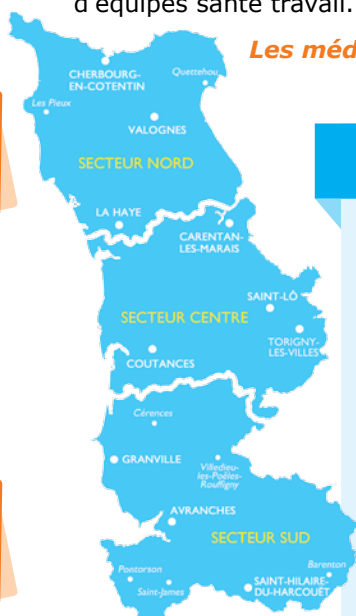 d'équipes santé travail.
Les méd
CHERBOURG-
EN-COTENTIN
Quettehou
Les Pieux
VALOGNES
SECTEUR NORD
LA HAYE
CARENTAN-
LES-MARAIS
SAINT-LÔ
SECTEUR CENTRE
TORIGNY-
LES-VILLES
COUTANCES
Cérences
GRANVILLE
Villedieu-
les-Poêles-
Rouffigny
AVRANCHES
SECTEUR SUD
Pontorson
Barenton
Saint-James
SAINT-HILAIRE-
DU-HARCOUËT